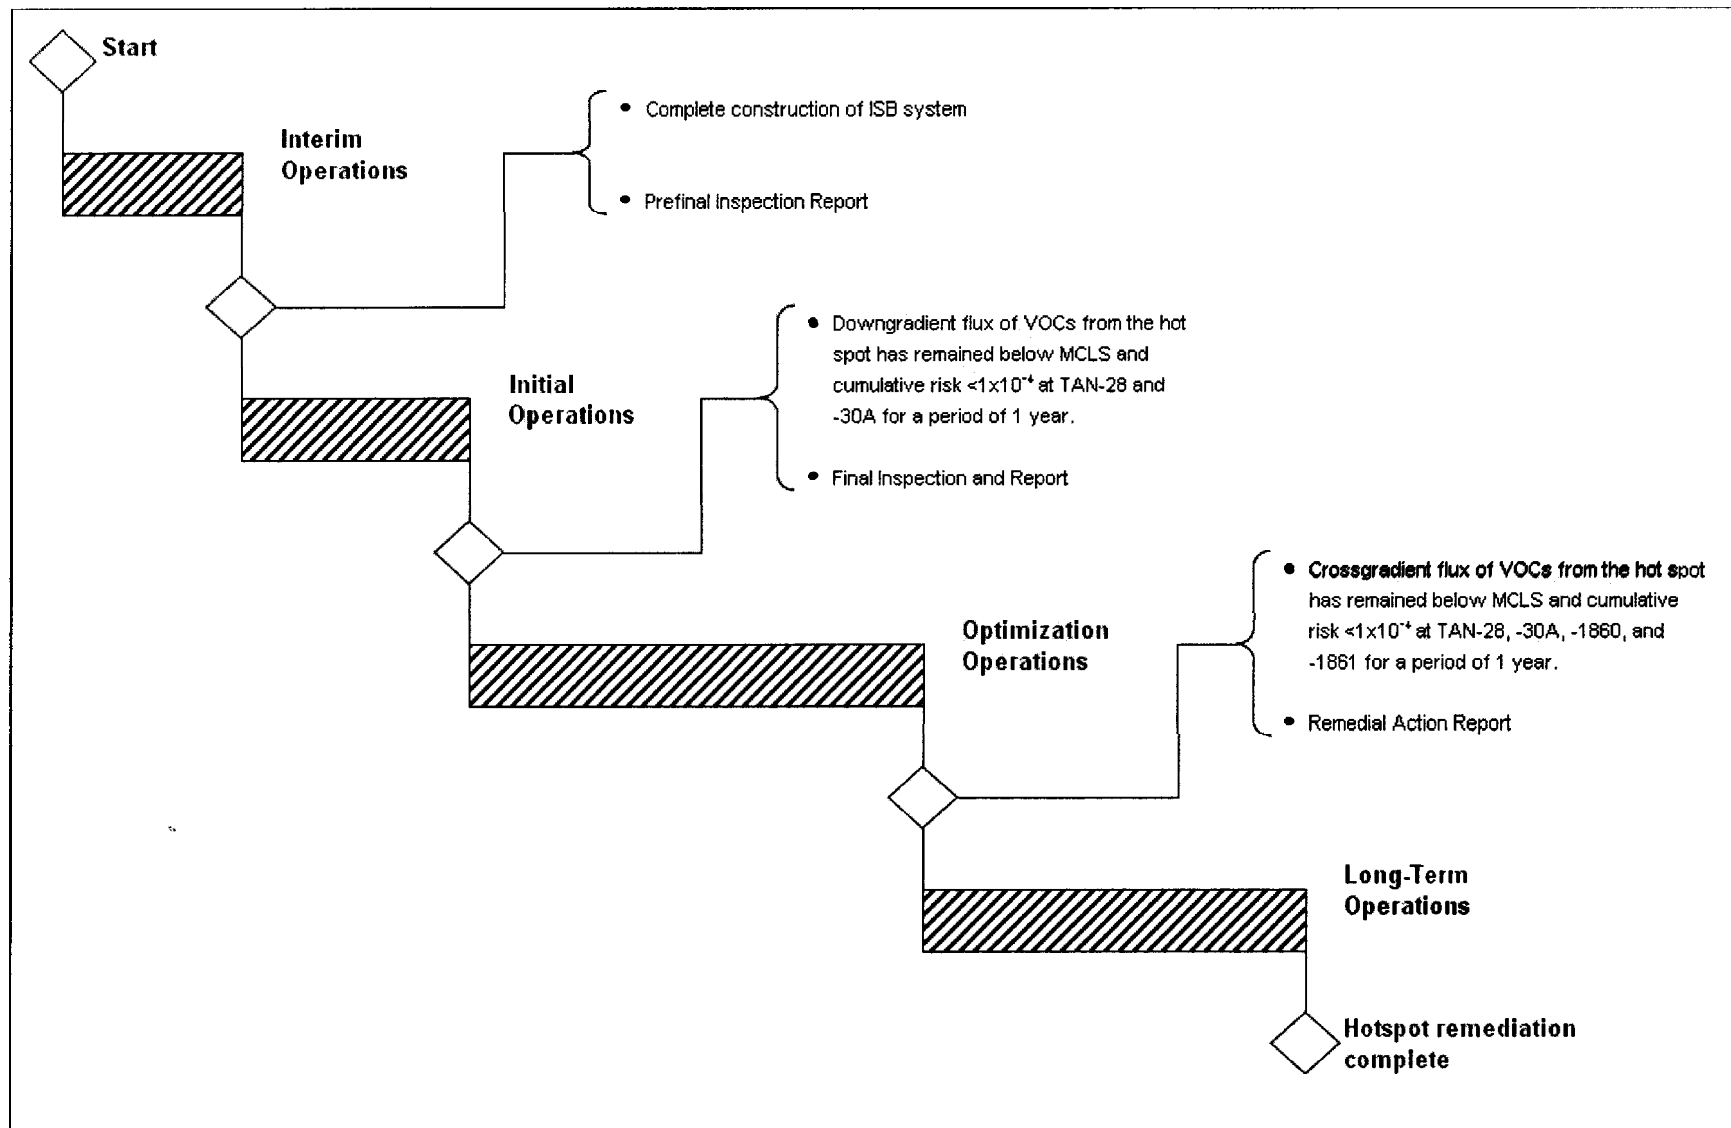 Start
Interim
Operations
• Complete construction of ISB system
• Prefinal Inspection Report
Initial
Operations
• Downgradient flux of VOCs from the hot
spot has remained below MCLS and
cumulative risk <1x10⁻⁴ at TAN-28 and
-30A for a period of 1 year.
• Final Inspection and Report
Optimization
Operations
• Crossgradient flux of VOCs from the hot spot
has remained below MCLS and cumulative
risk <1x10⁻⁴ at TAN-28, -30A, -1860, and
-1861 for a period of 1 year.
• Remedial Action Report
Long-Term
Operations
Hotspot remediation
complete